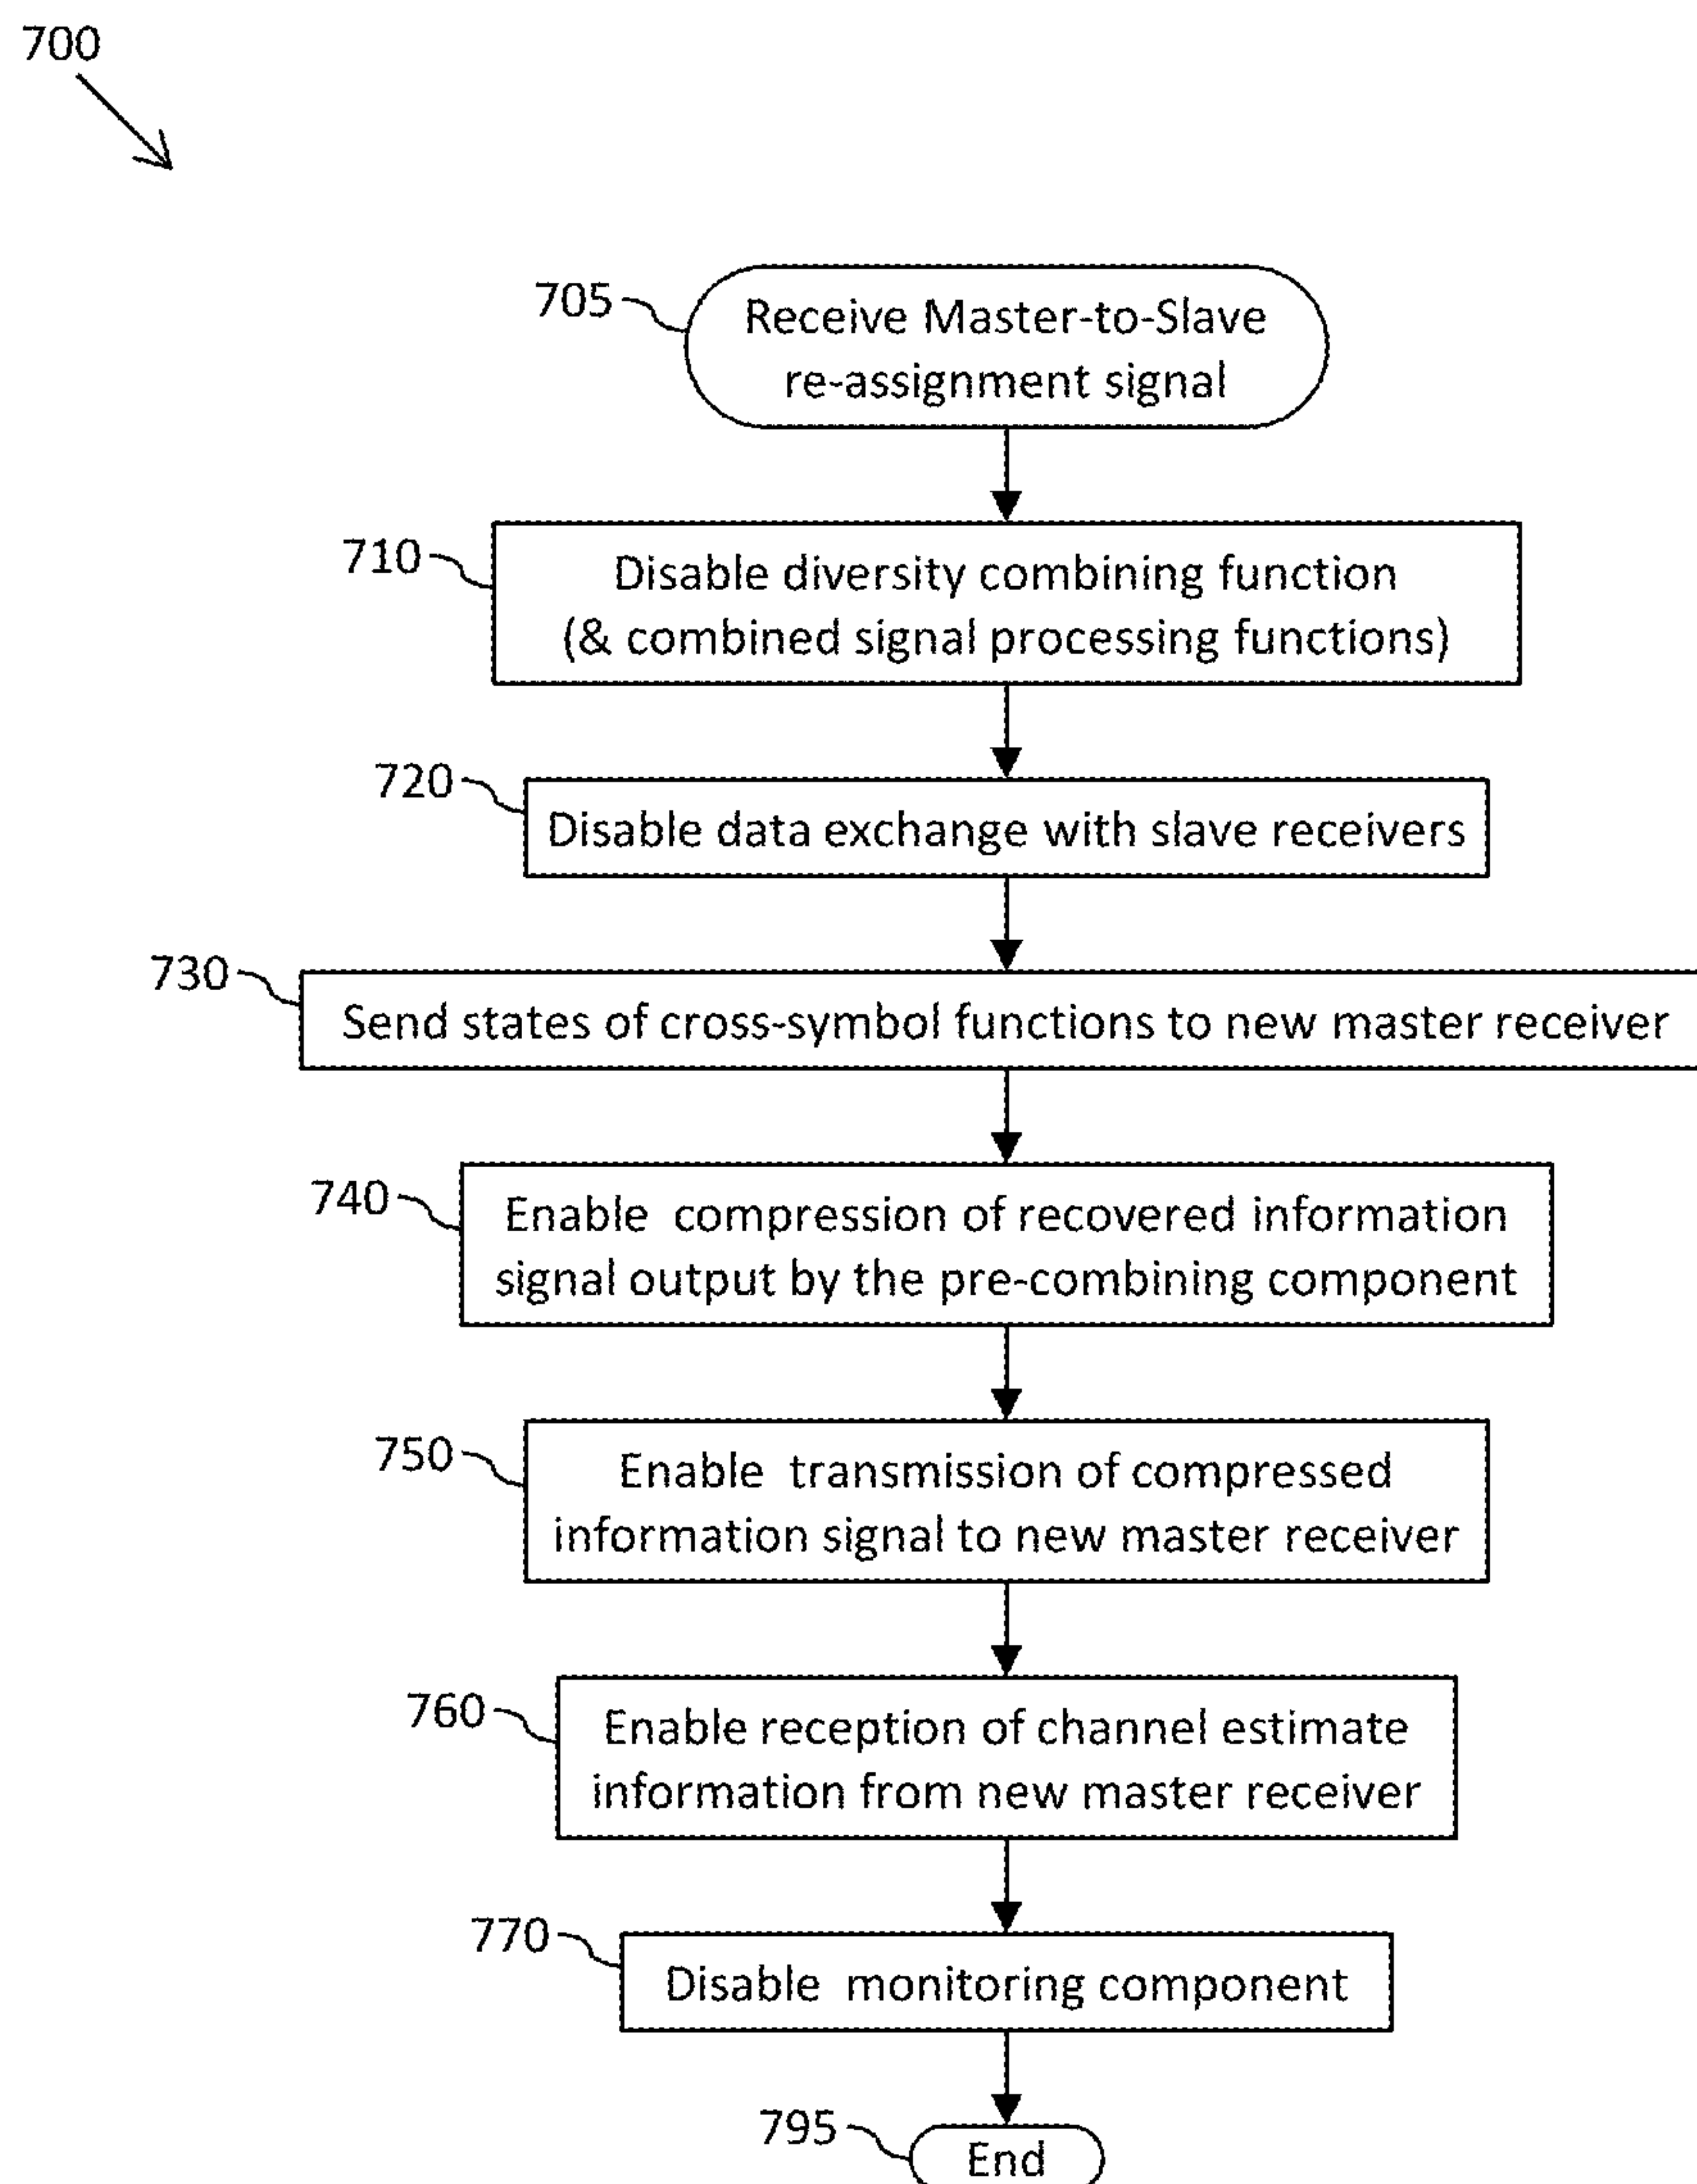 700
705
Receive Master-to-Slave
re-assignment signal
710
Disable diversity combining function
(& combined signal processing functions)
720
Disable data exchange with slave receivers
730
Send states of cross-symbol functions to new master receiver
740
Enable compression of recovered information
signal output by the pre-combining component
750
Enable transmission of compressed
information signal to new master receiver
760
Enable reception of channel estimate
information from new master receiver
770
Disable monitoring component
795
End